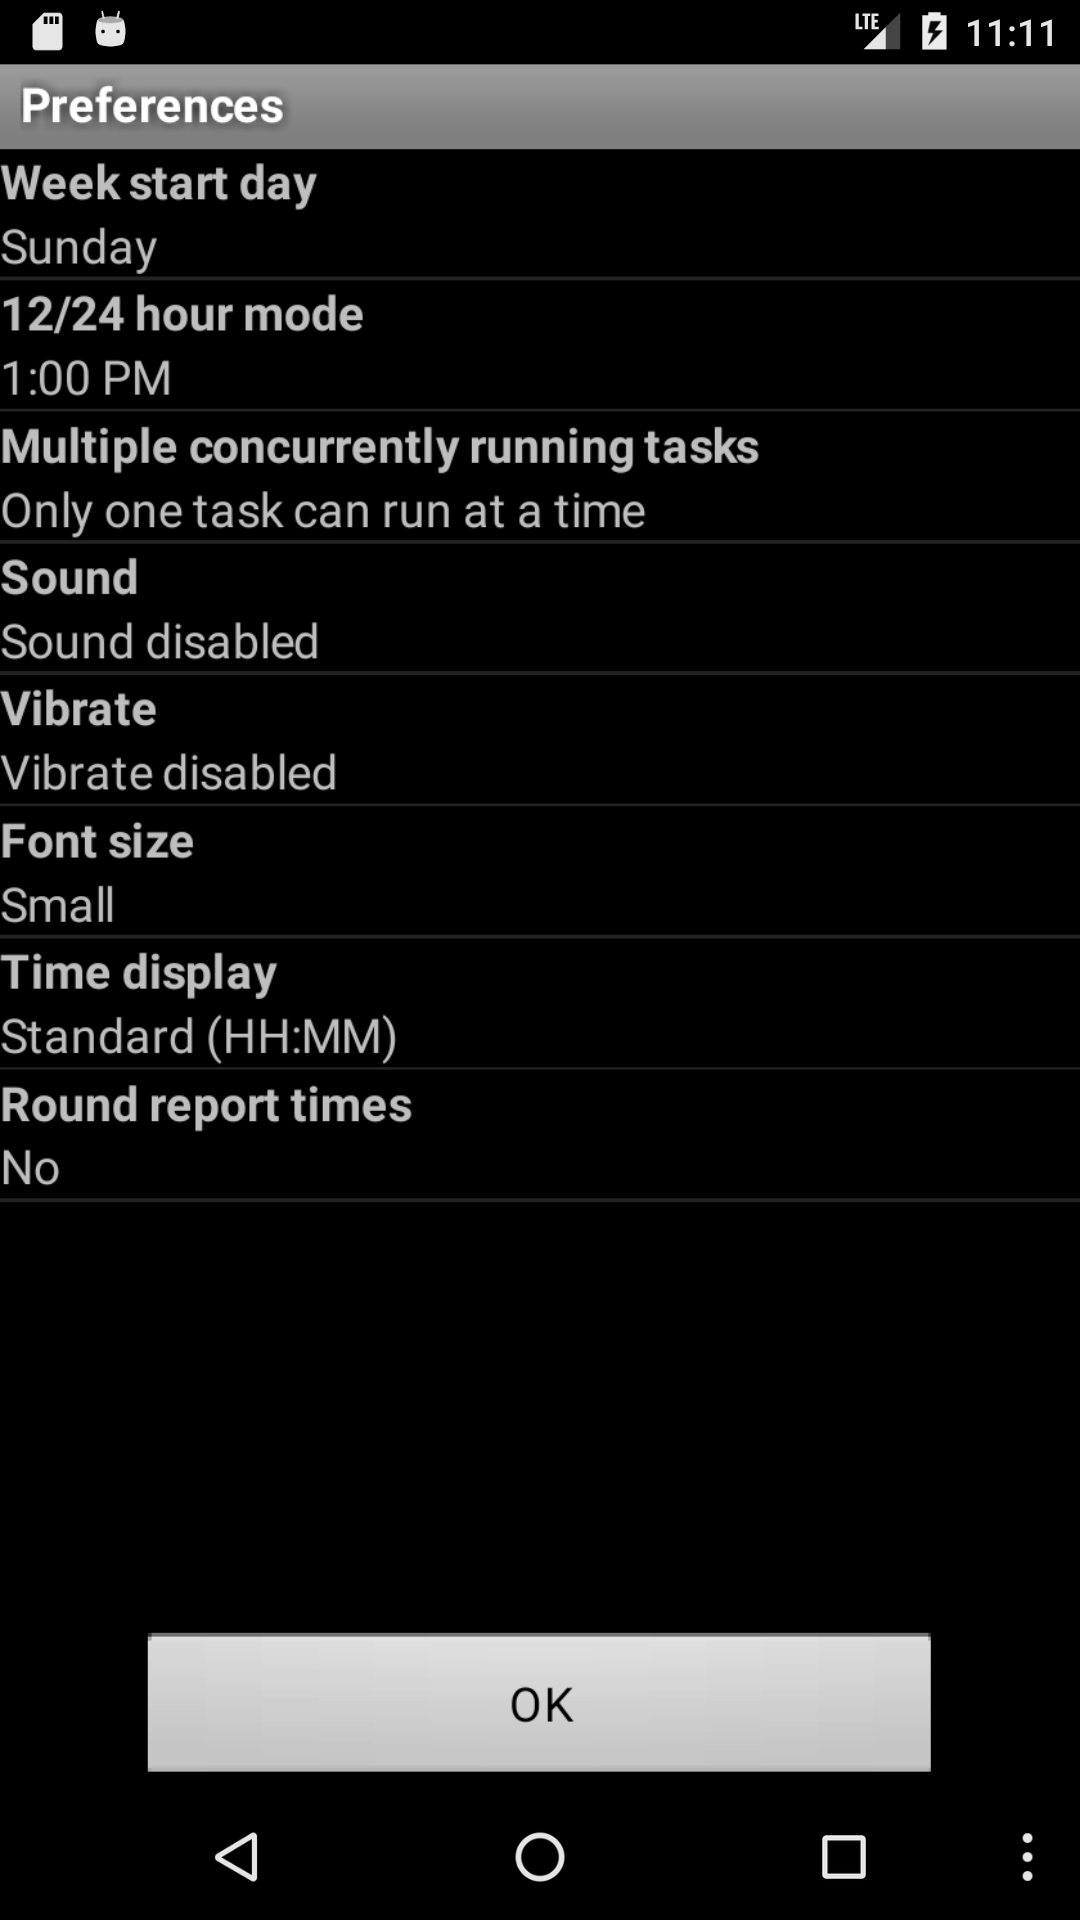 LTE 11:11
Preferences
Week start day
Sunday
12/24 hour mode
1:00 PM
Multiple concurrently running tasks
Only one task can run at a time
Sound
Sound disabled
Vibrate
Vibrate disabled
Font size
Small
Time display
Standard (HH:MM)
Round report times
No
OK